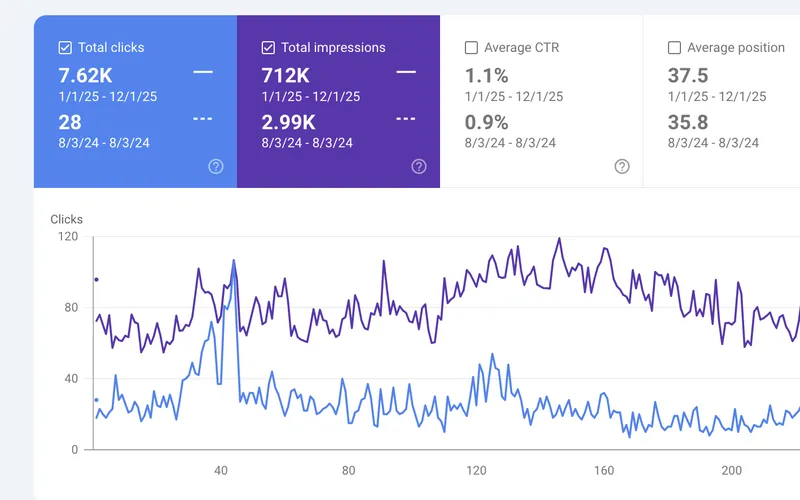 Total clicks
7.62K
1/1/25 - 12/1/25
28
8/3/24 - 8/3/24
Total impressions
712K
1/1/25 - 12/1/25
2.99K
8/3/24 - 8/3/24
Average CTR
1.1%
1/1/25 - 12/1/25
0.9%
8/3/24 - 8/3/24
Average position
37.5
1/1/25 - 12/1/25
35.8
8/3/24 - 8/3/24
Clicks
120
80
40
0
40 80 120 160 200